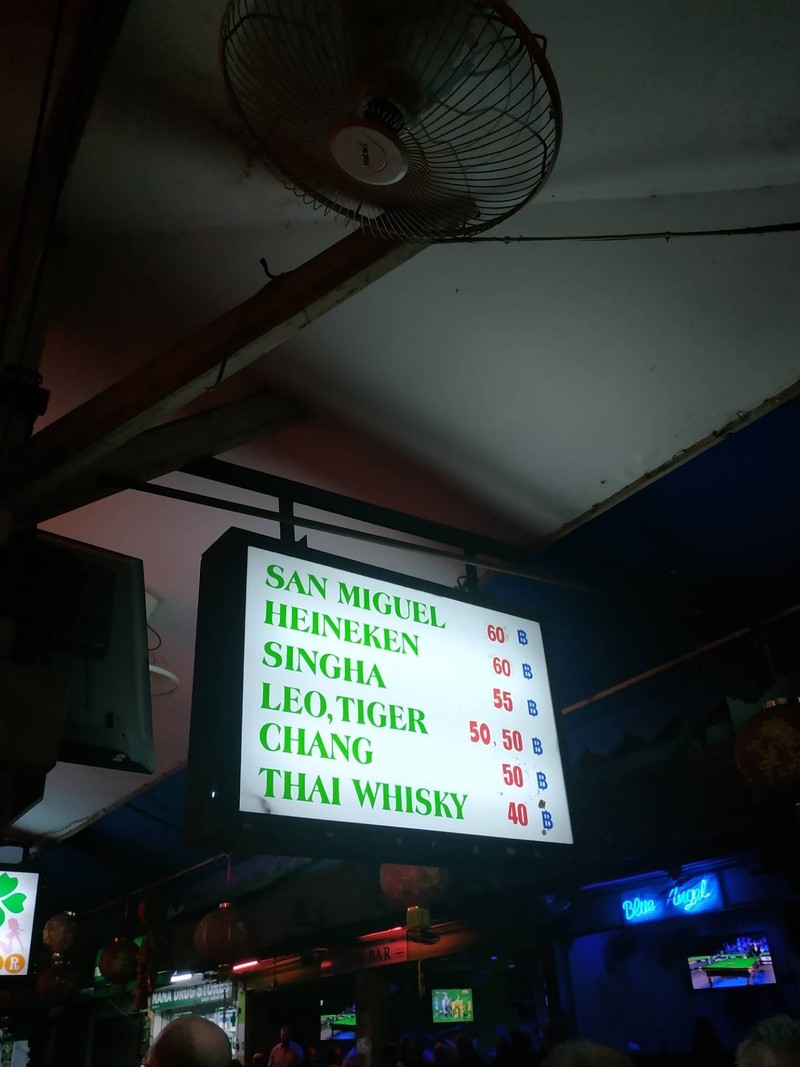 SAN MIGUEL 60 ฿
HEINEKEN 60 ฿
SINGHA 55 ฿
LEO, TIGER 50, 50 ฿
CHANG 50 ฿
THAI WHISKY 40 ฿
Blue Angel
BAR
NANA DRUG STORE